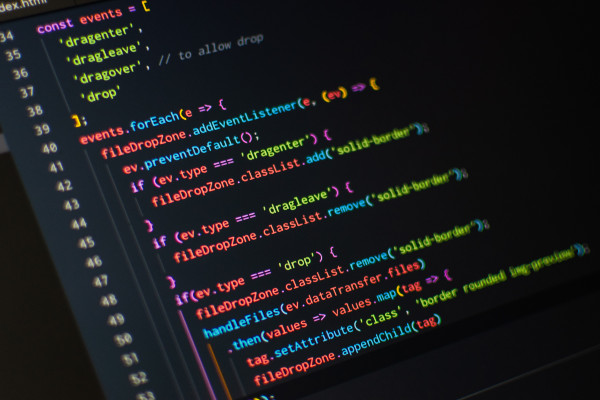 dex.html
34 const events = [
35 'dragenter',
36 'dragleave',
37 'dragover', // to allow drop
38 'drop'
39 ];
40 events.forEach(e => {
41 fileDropZone.addEventListener(e, (ev) => {
42 ev.preventDefault();
43 if (ev.type === 'dragenter') {
44 fileDropZone.classList.add('solid-border');
45 }
46 if (ev.type === 'dragleave') {
47 fileDropZone.classList.remove('solid-border');
48 }
49 if(ev.type === 'drop') {
50 fileDropZone.classList.remove('solid-border');
51 handleFiles(ev.dataTransfer.files)
52 .then(values => values.map(tag => {
53 tag.setAttribute('class', 'border rounded img-preview');
fileDropZone.appendChild(tag)
});